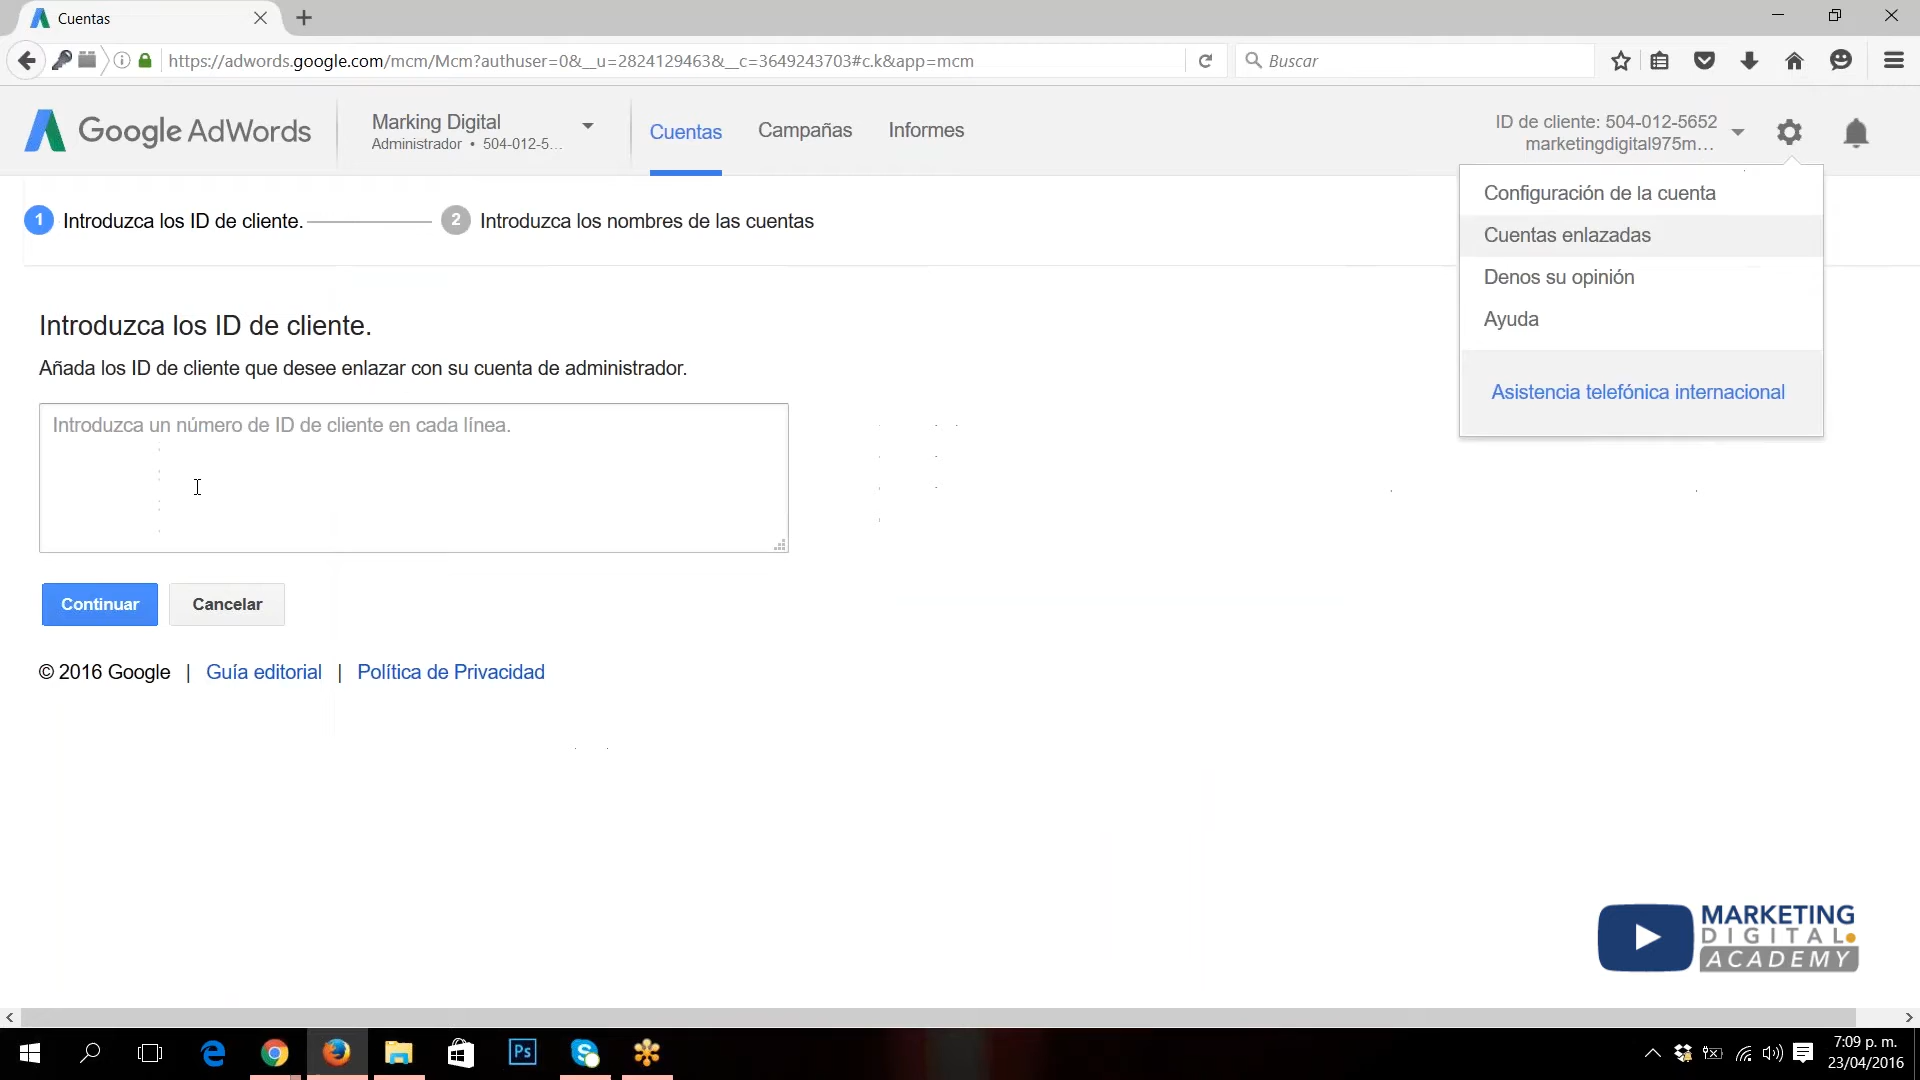 Cuentas
https://adwords.google.com/mcm/Mcm?authuser=0&__u=2824129463&__c=3649243703#c.k&app=mcm
Buscar
Google AdWords
Marking Digital
Administrador • 504-012-5...
Cuentas
Campañas
Informes
ID de cliente: 504-012-5652
marketingdigital975m...
Configuración de la cuenta
Cuentas enlazadas
Denos su opinión
Ayuda
Asistencia telefónica internacional
1 Introduzca los ID de cliente.
2 Introduzca los nombres de las cuentas
Introduzca los ID de cliente.
Añada los ID de cliente que desee enlazar con su cuenta de administrador.
Introduzca un número de ID de cliente en cada línea.
Continuar
Cancelar
© 2016 Google | Guía editorial | Política de Privacidad
MARKETING
DIGITAL
ACADEMY
Ps
7:09 p. m.
23/04/2016